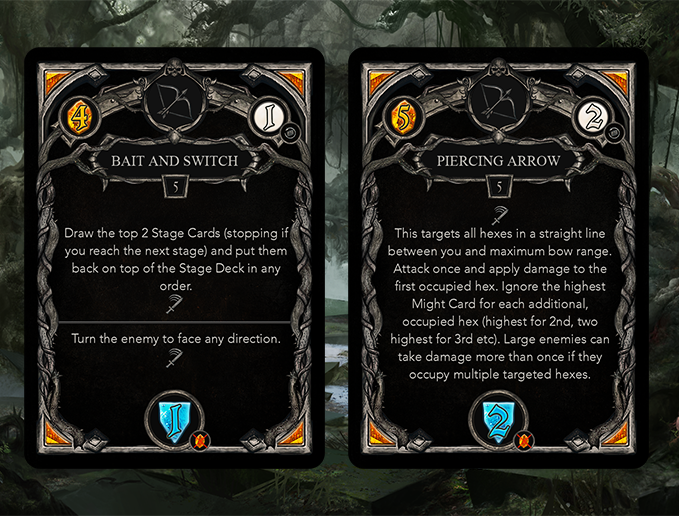 4
1
BAIT AND SWITCH
5
Draw the top 2 Stage Cards (stopping if
you reach the next stage) and put them
back on top of the Stage Deck in any
order.
Turn the enemy to face any direction.
1
5
2
PIERCING ARROW
5
This targets all hexes in a straight line
between you and maximum bow range.
Attack once and apply damage to the
first occupied hex. Ignore the highest
Might Card for each additional,
occupied hex (highest for 2nd, two
highest for 3rd etc). Large enemies can
take damage more than once if they
occupy multiple targeted hexes.
2